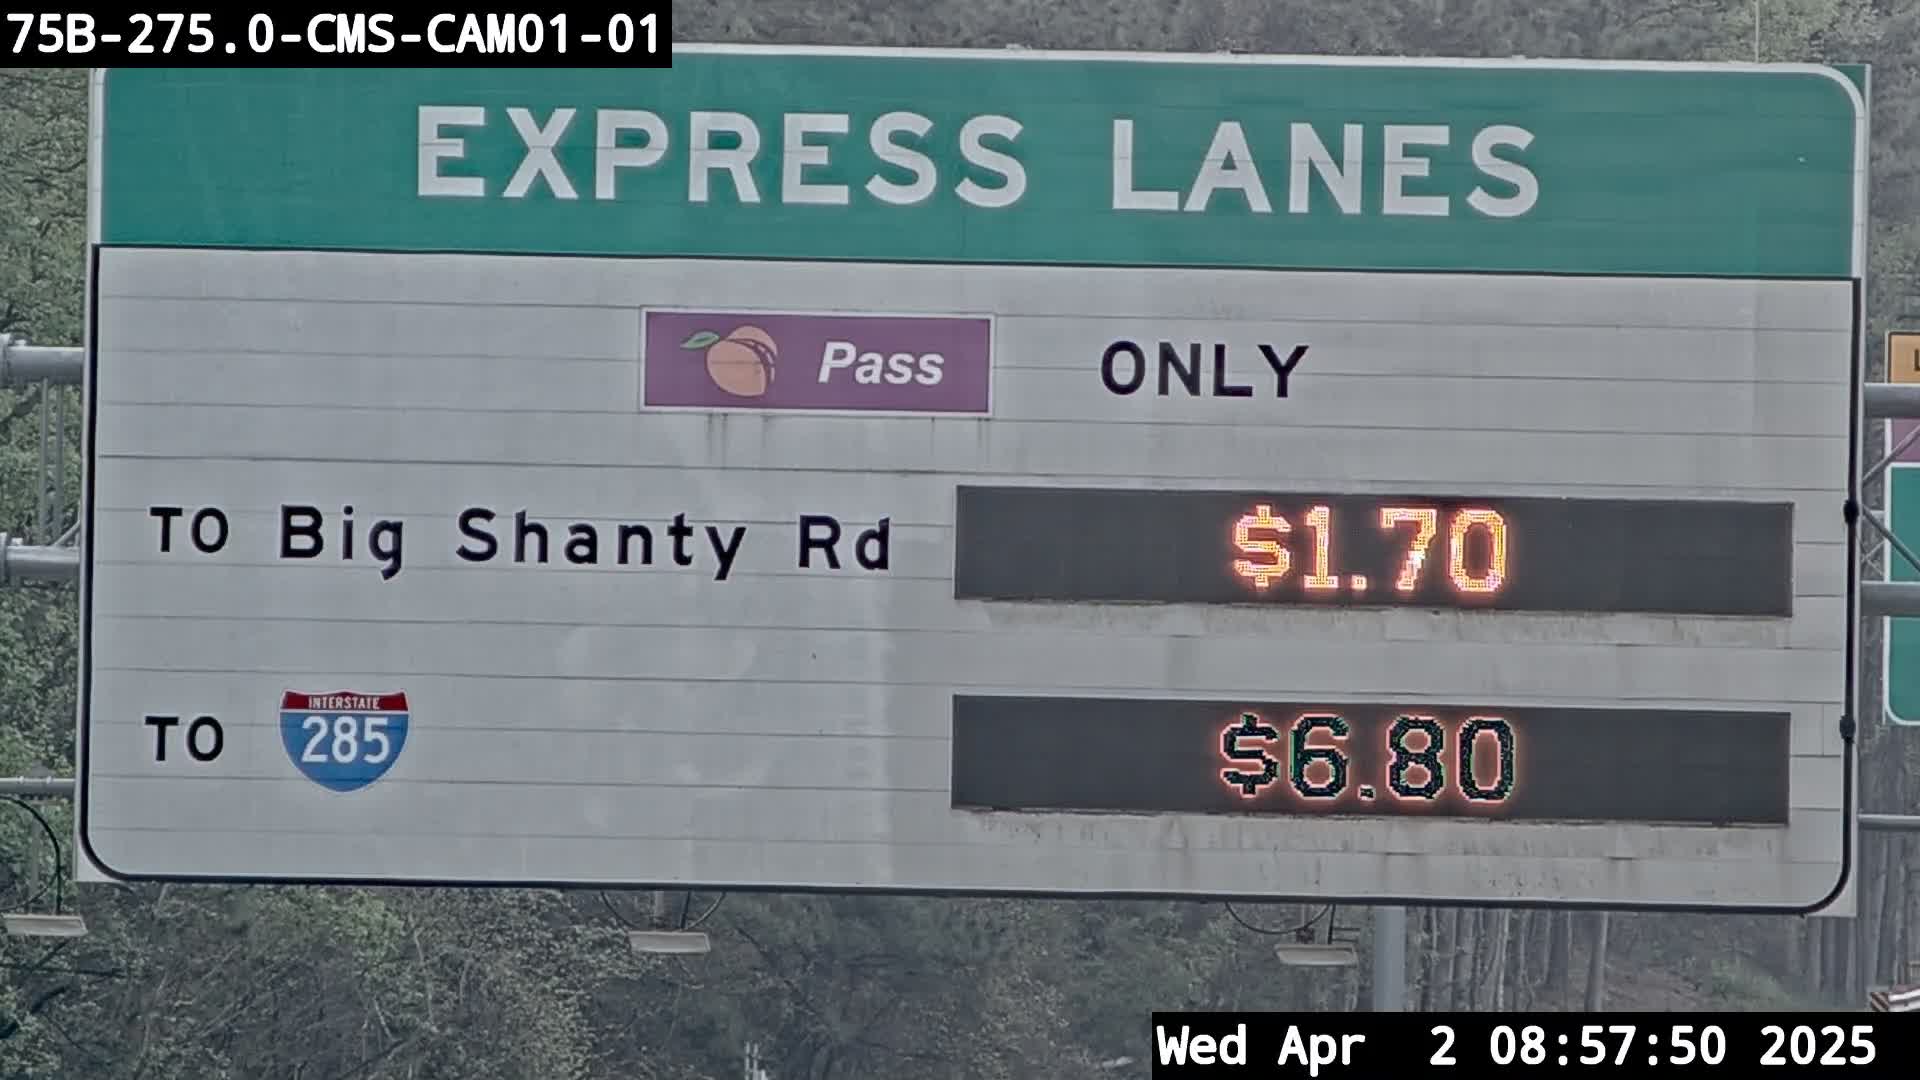 75B-275.0-CMS-CAM01-01
EXPRESS LANES
Pass ONLY
TO Big Shanty Rd $1.70
INTERSTATE
TO 285 $6.80
Wed Apr 2 08:57:50 2025